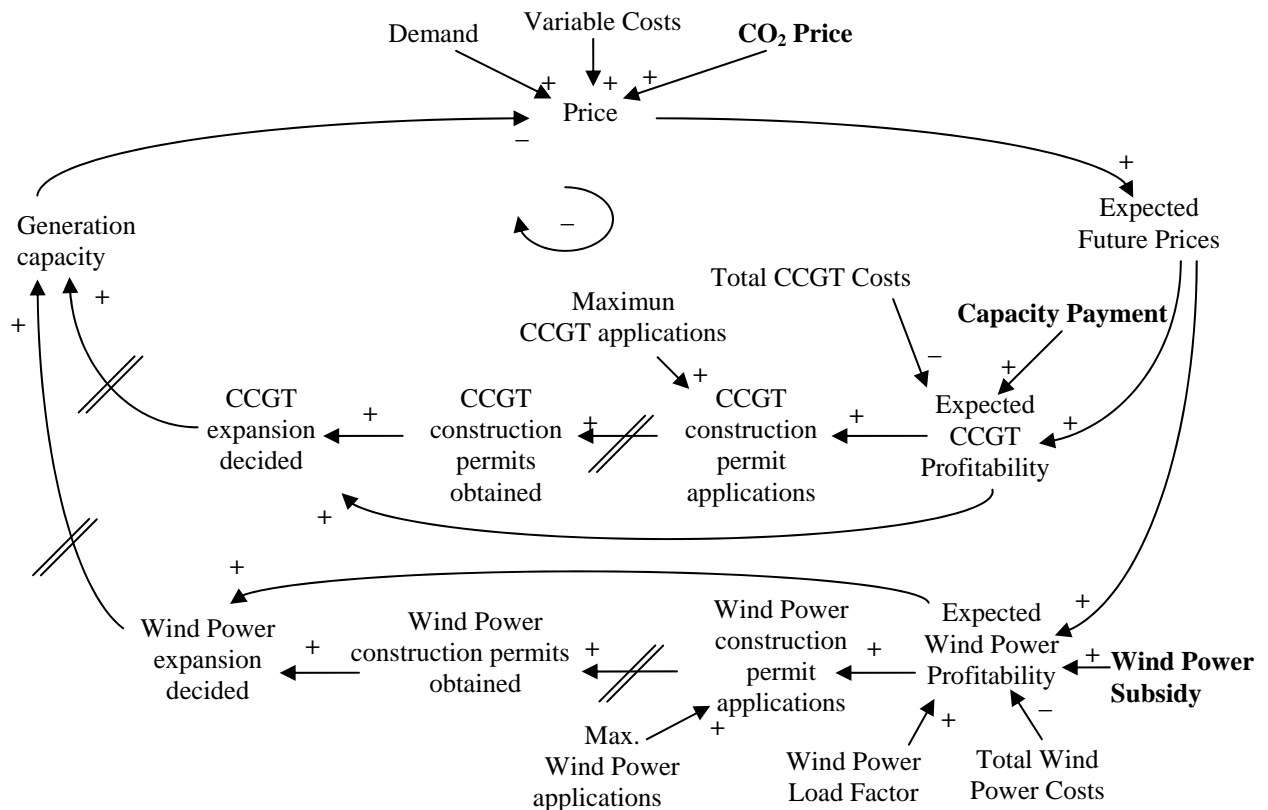 Demand
Variable Costs
CO₂ Price
+
+
+
Price
−
+
−
Generation
capacity
Expected
Future Prices
+
+
Total CCGT Costs
Maximun
CCGT applications
Capacity Payment
+
−
+
CCGT
expansion
decided
+
CCGT
construction
permits
obtained
+
CCGT
construction
permit
applications
+
Expected
CCGT
Profitability
+
+
+
Wind Power
expansion
decided
+
Wind Power
construction permits
obtained
+
Wind Power
construction
permit
applications
+
Expected
Wind Power
Profitability
+
+
Wind Power
Subsidy
+
+
−
Max.
Wind Power
applications
Wind Power
Load Factor
Total Wind
Power Costs